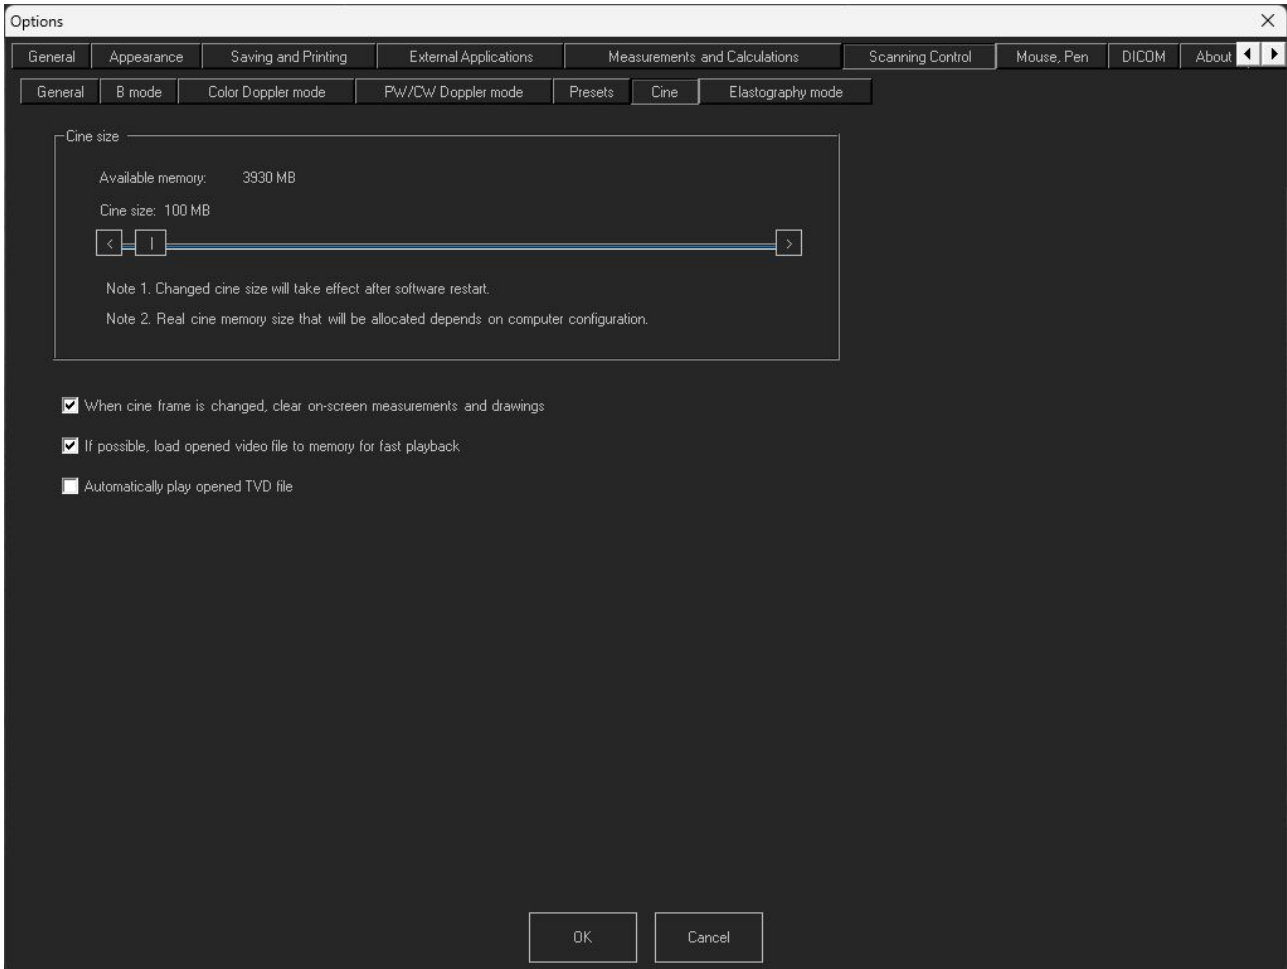 Options
General Appearance Saving and Printing External Applications Measurements and Calculations Scanning Control Mouse, Pen DICOM About
General B mode Color Doppler mode PW/CW Doppler mode Presets Cine Elastography mode
Cine size
Available memory: 3930 MB
Cine size: 100 MB
Note 1. Changed cine size will take effect after software restart.
Note 2. Real cine memory size that will be allocated depends on computer configuration.
When cine frame is changed, clear on-screen measurements and drawings
If possible, load opened video file to memory for fast playback
Automatically play opened TVD file
OK Cancel